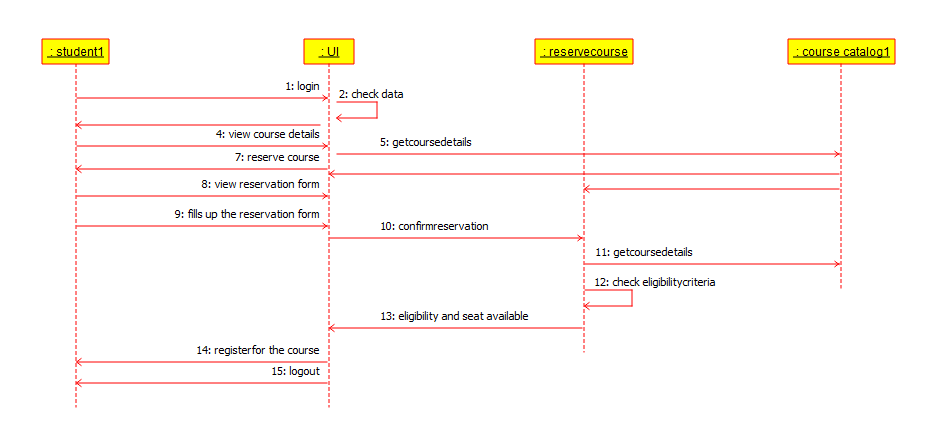 : student1
: UI
: reservecourse
: course catalog1
1: login
2: check data
4: view course details
5: getcoursedetails
7: reserve course
8: view reservation form
9: fills up the reservation form
10: confirmreservation
11: getcoursedetails
12: check eligibilitycriteria
13: eligibility and seat available
14: registerfor the course
15: logout